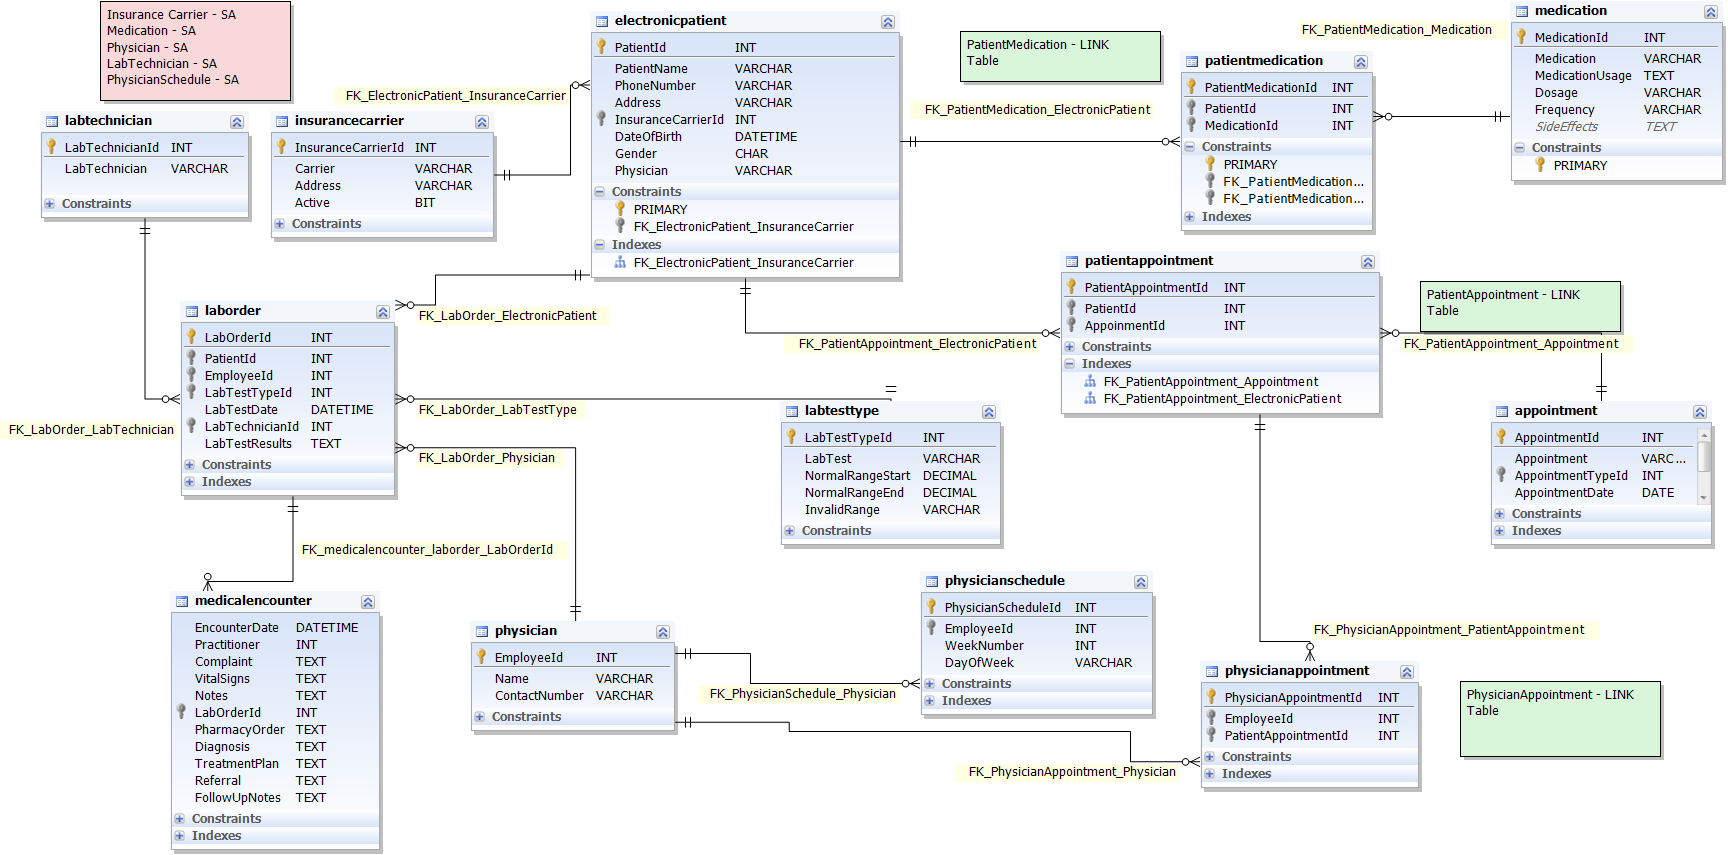 Insurance Carrier - SA
Medication - SA
Physician - SA
LabTechnician - SA
PhysicianSchedule - SA
electronicpatient
PatientId INT
PatientName VARCHAR
PhoneNumber VARCHAR
Address VARCHAR
InsuranceCarrierId INT
DateOfBirth DATETIME
Gender CHAR
Physician VARCHAR
Constraints
PRIMARY
FK_ElectronicPatient_InsuranceCarrier
Indexes
FK_ElectronicPatient_InsuranceCarrier
PatientMedication - LINK
Table
FK_PatientMedication_Medication
medication
MedicationId INT
Medication VARCHAR
MedicationUsage TEXT
Dosage VARCHAR
Frequency VARCHAR
SideEffects TEXT
Constraints
PRIMARY
patientmedication
PatientMedicationId INT
PatientId INT
MedicationId INT
Constraints
PRIMARY
FK_PatientMedication...
FK_PatientMedication...
Indexes
FK_ElectronicPatient_InsuranceCarrier
FK_PatientMedication_ElectronicPatient
labtechnician
LabTechnicianId INT
LabTechnician VARCHAR
Constraints
insurancecarrier
InsuranceCarrierId INT
Carrier VARCHAR
Address VARCHAR
Active BIT
Constraints
patientappointment
PatientAppointmentId INT
PatientId INT
AppoinmentId INT
Constraints
Indexes
FK_PatientAppointment_Appointment
FK_PatientAppointment_ElectronicPatient
PatientAppointment - LINK
Table
laborder
LabOrderId INT
PatientId INT
EmployeeId INT
LabTestTypeId INT
LabTestDate DATETIME
LabTechnicianId INT
LabTestResults TEXT
Constraints
Indexes
FK_LabOrder_ElectronicPatient
FK_PatientAppointment_ElectronicPatient
FK_PatientAppointment_Appointment
FK_LabOrder_LabTestType
FK_LabOrder_LabTechnician
FK_LabOrder_Physician
labtesttype
LabTestTypeId INT
LabTest VARCHAR
NormalRangeStart DECIMAL
NormalRangeEnd DECIMAL
InvalidRange VARCHAR
Constraints
appointment
AppointmentId INT
Appointment VARC...
AppointmentTypeId INT
AppointmentDate DATE
Constraints
Indexes
FK_medicalencounter_laborder_LabOrderId
medicalencounter
EncounterDate DATETIME
Practitioner INT
Complaint TEXT
VitalSigns TEXT
Notes TEXT
LabOrderId INT
PharmacyOrder TEXT
Diagnosis TEXT
TreatmentPlan TEXT
Referral TEXT
FollowUpNotes TEXT
Constraints
Indexes
physician
EmployeeId INT
Name VARCHAR
ContactNumber VARCHAR
Constraints
physicianschedule
PhysicianScheduleId INT
EmployeeId INT
WeekNumber INT
DayOfWeek VARCHAR
Constraints
Indexes
FK_PhysicianSchedule_Physician
FK_PhysicianAppointment_PatientAppointment
physicianappointment
PhysicianAppointmentId INT
EmployeeId INT
PatientAppointmentId INT
Constraints
Indexes
FK_PhysicianAppointment_Physician
PhysicianAppointment - LINK
Table